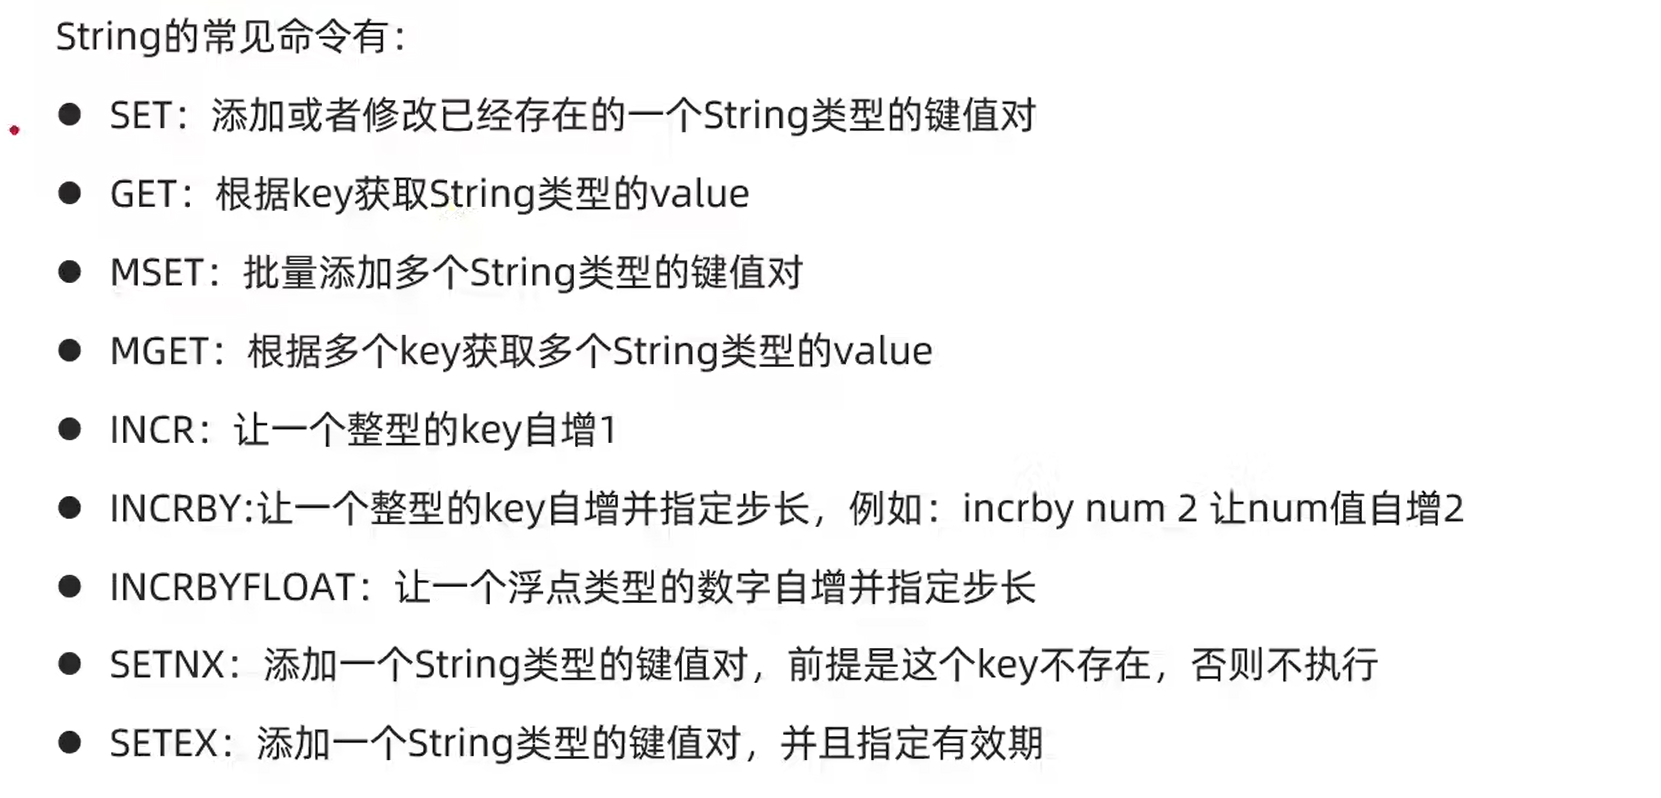 String的常见命令有：
● SET：添加或者修改已经存在的一个String类型的键值对
● GET：根据key获取String类型的value
● MSET：批量添加多个String类型的键值对
● MGET：根据多个key获取多个String类型的value
● INCR：让一个整型的key自增1
● INCRBY:让一个整型的key自增并指定步长，例如：incrby num 2 让num值自增2
● INCRBYFLOAT：让一个浮点类型的数字自增并指定步长
● SETNX：添加一个String类型的键值对，前提是这个key不存在，否则不执行
● SETEX：添加一个String类型的键值对，并且指定有效期